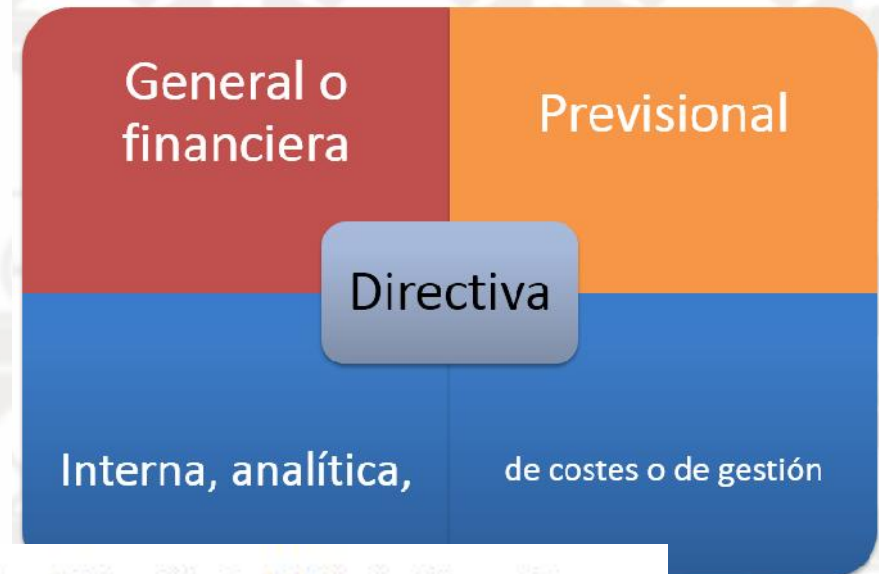 General o
financiera
Previsional
Directiva
Interna, analítica,
de costes o de gestión